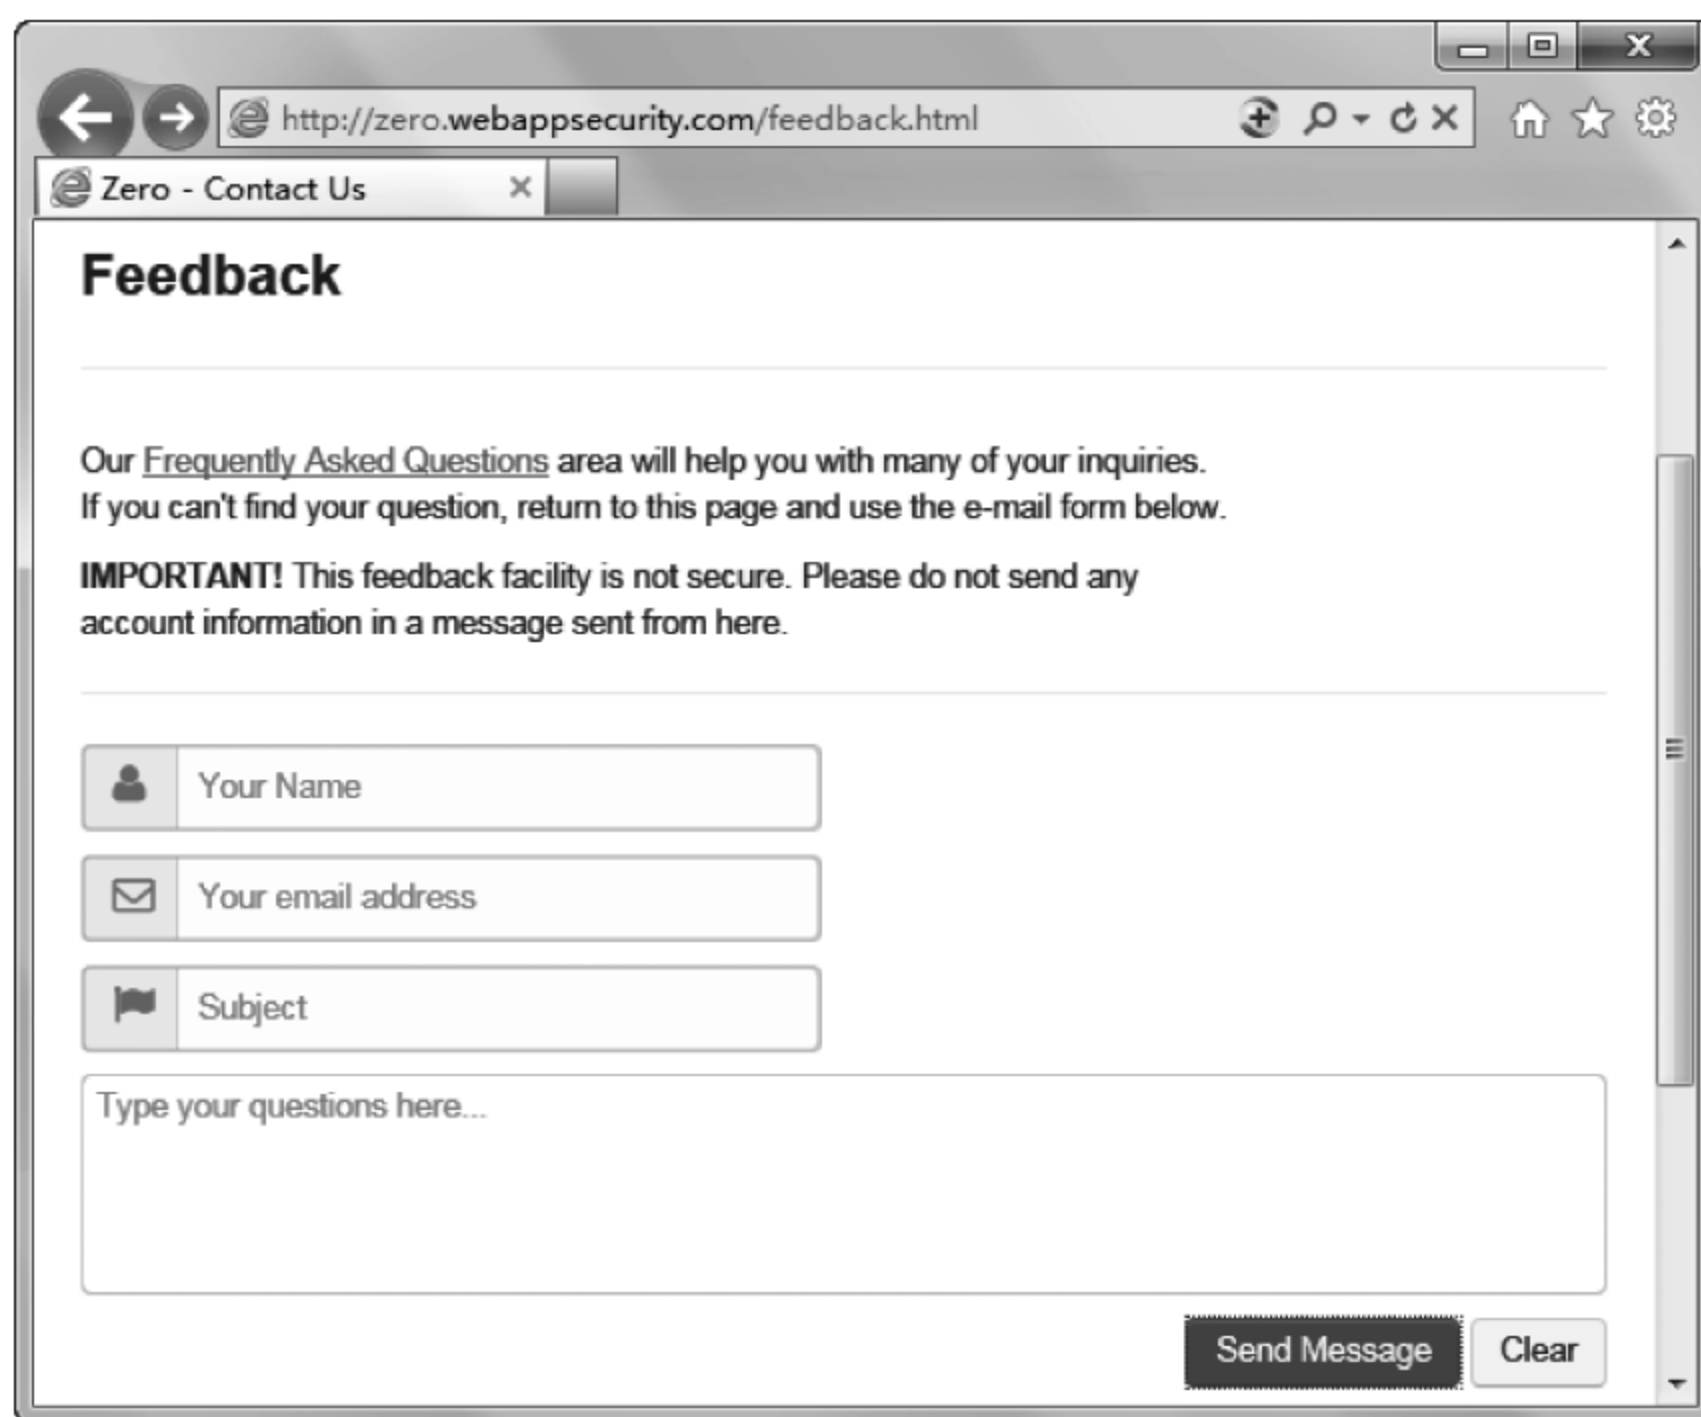 http://zero.webappsecurity.com/feedback.html
Zero - Contact Us
Feedback
Our Frequently Asked Questions area will help you with many of your inquiries.
If you can't find your question, return to this page and use the e-mail form below.
IMPORTANT! This feedback facility is not secure. Please do not send any
account information in a message sent from here.
Your Name
Your email address
Subject
Type your questions here...
Send Message Clear